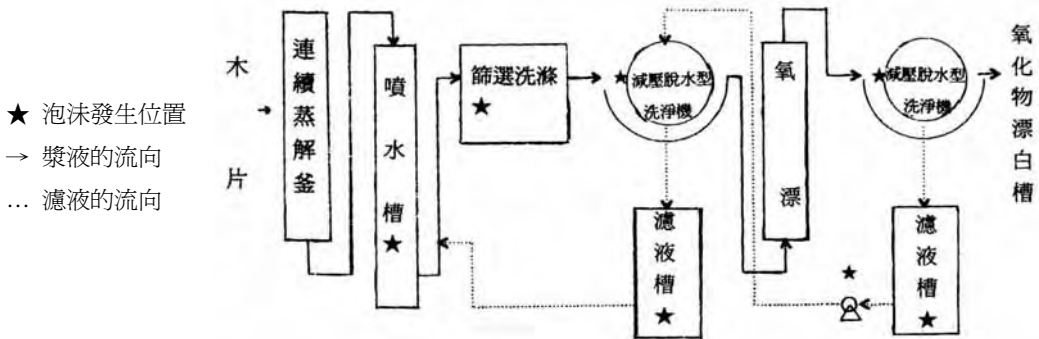 ★ 泡沫發生位置
→ 漿液的流向
… 濾液的流向
木片
連續蒸解釜
噴水槽★
篩選洗滌
★
★減壓脫水型
洗淨機
濾液槽★
氧漂
★減壓脫水型
洗淨機
濾液槽★
★
氧化物漂白槽